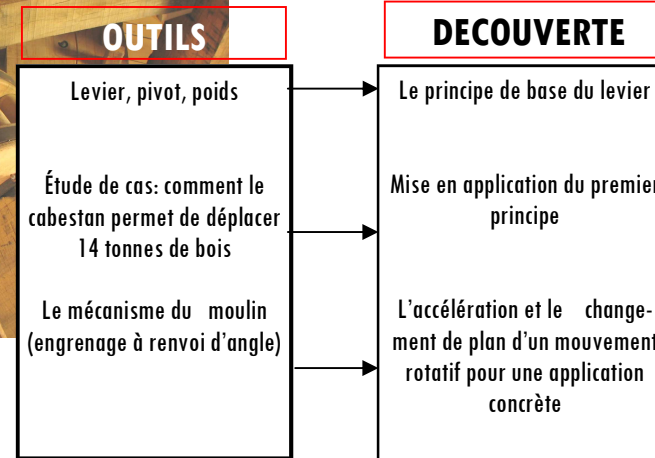 OUTILS
DECOUVERTE
Levier, pivot, poids
Le principe de base du levier
Étude de cas: comment le
cabestan permet de déplacer
14 tonnes de bois
Mise en application du premier
principe
Le mécanisme du moulin
(engrenage à renvoi d'angle)
L'accélération et le change-
ment de plan d'un mouvement
rotatif pour une application
concrète